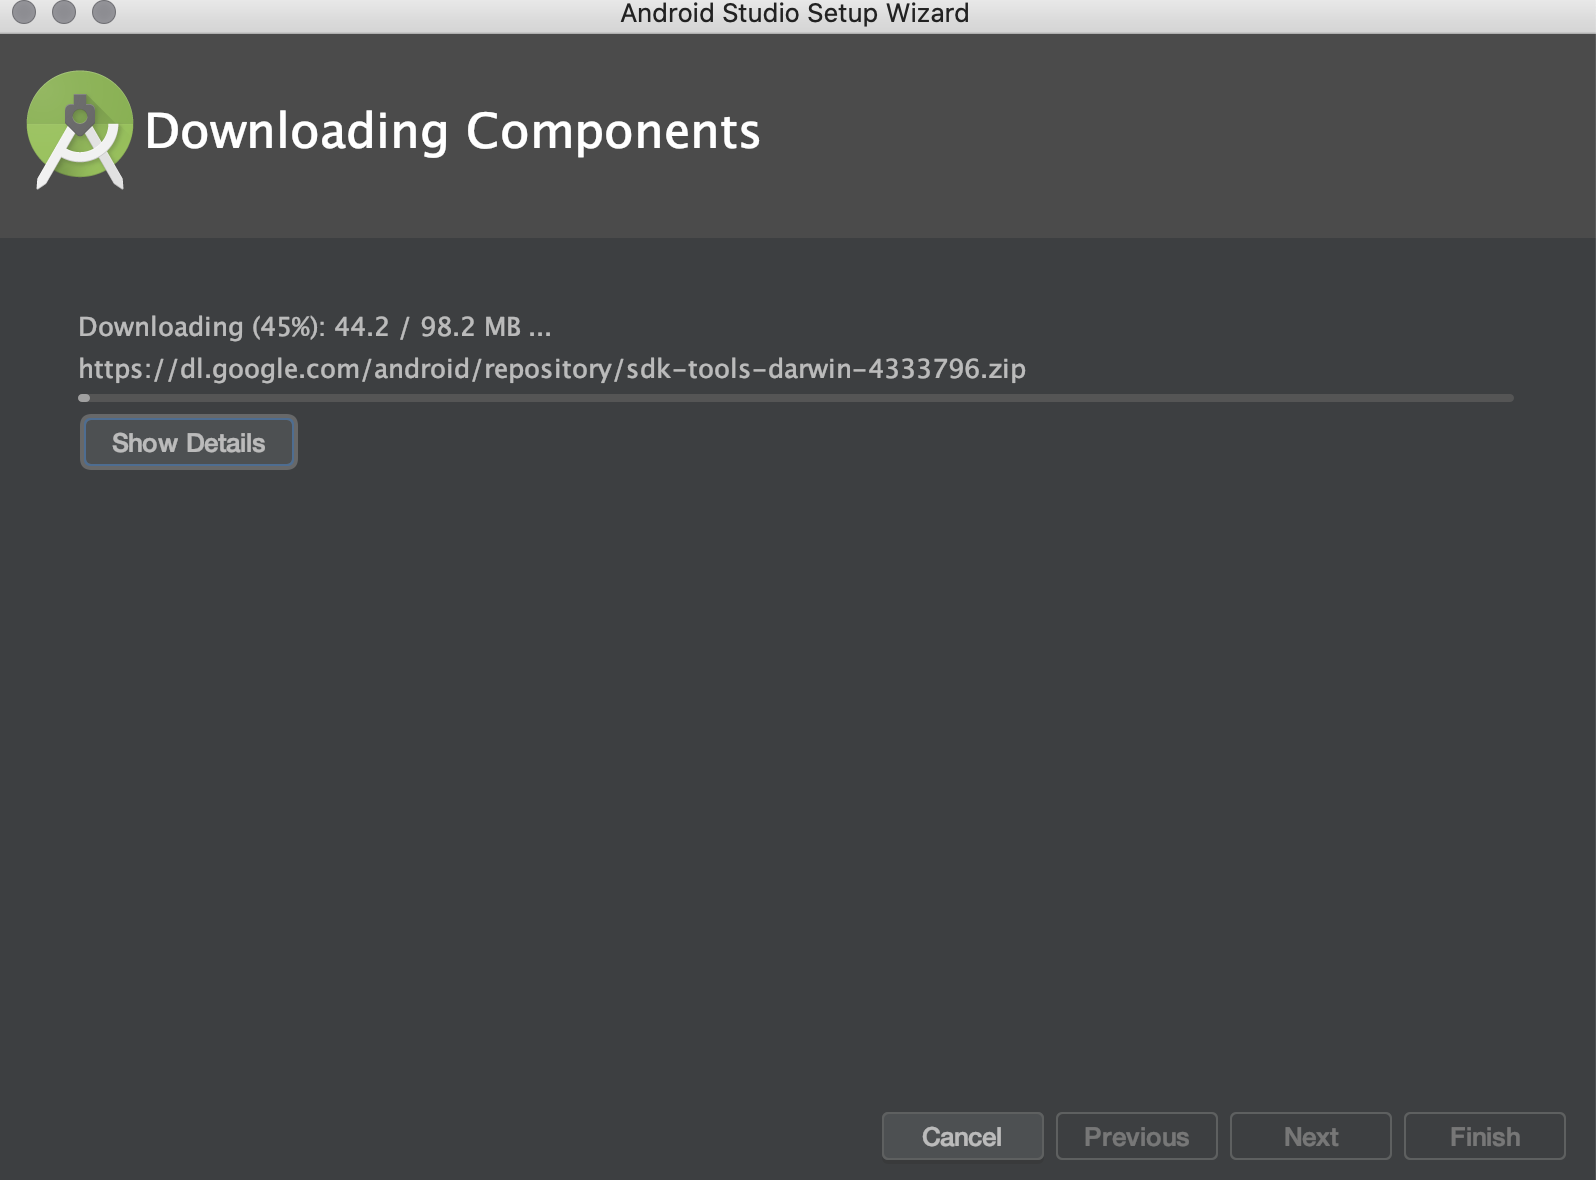 Android Studio Setup Wizard
Downloading Components
Downloading (45%): 44.2 / 98.2 MB ...
https://dl.google.com/android/repository/sdk-tools-darwin-4333796.zip
Show Details
Cancel Previous Next Finish